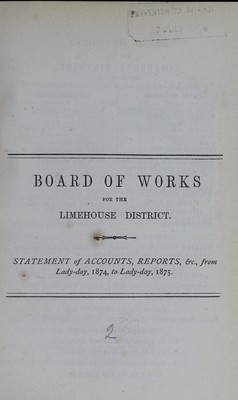 BOARD OF WORKS
FOR THE
LIMEHOUSE DISTRICT.
STATEMENT of ACCOUNTS, REPORTS, &c., from
Lady-day, 1874, to Lady-day, 1875.
2